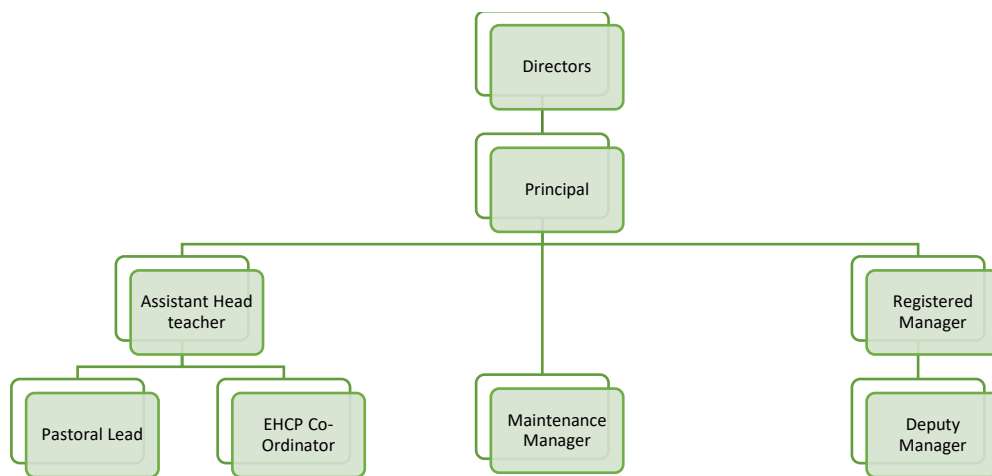 Directors
Principal
Assistant Head
teacher
Registered
Manager
Pastoral Lead
EHCP Co-
Ordinator
Maintenance
Manager
Deputy
Manager